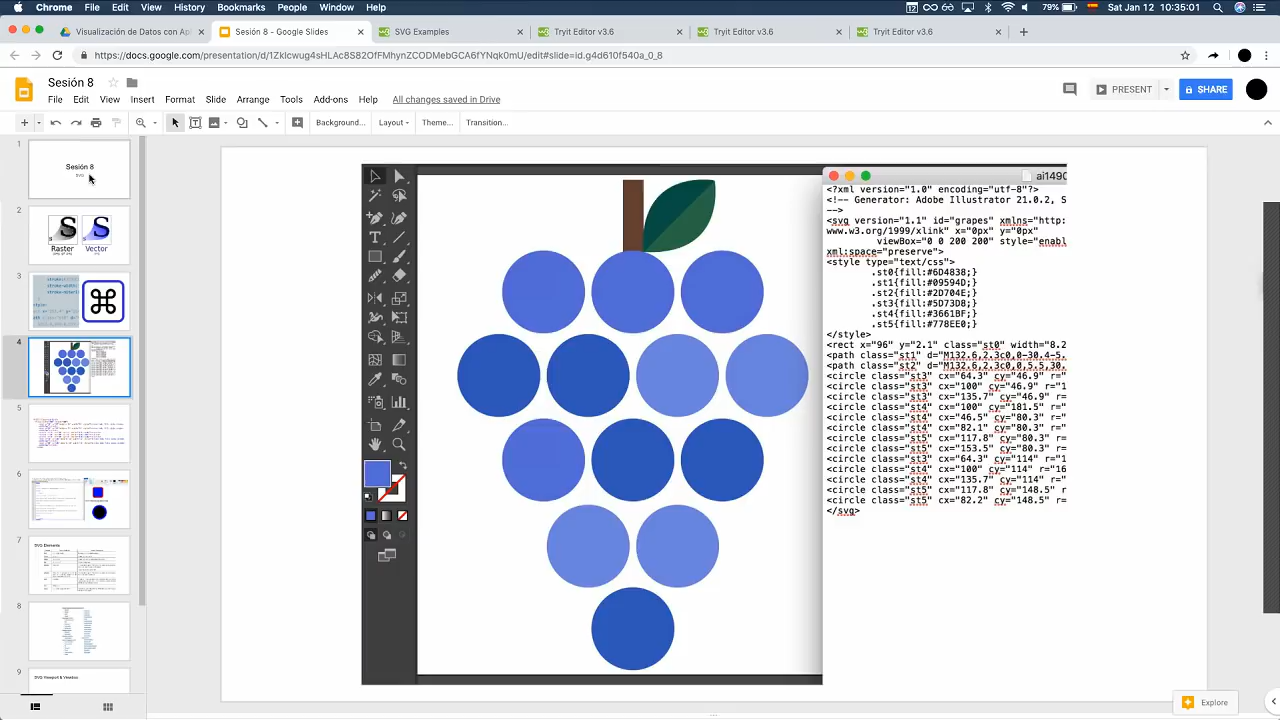 Chrome File Edit View History Bookmarks People Window Help 79% Sat Jan 12 10:35:01
Visualización de Datos con Ap
Sesión 8 - Google Slides
SVG Examples
Tryit Editor v3.6
Tryit Editor v3.6
Tryit Editor v3.6
https://docs.google.com/presentation/d/1Zklcwug4sHLAc8S82OfFMhynZCODMebGCA6fYNqk0mU/edit#slide=id.g4d610f540a_0_8
Sesión 8
File Edit View Insert Format Slide Arrange Tools Add-ons Help All changes saved in Drive
PRESENT
SHARE
Background... Layout Theme... Transition...
1
Sesión 8
SVG
2
Raster
Vector
3
4
5
6
7
SVG Elements
8
9
SVG Viewport & Viewbox
ai1490
<?xml version="1.0" encoding="utf-8"?>
<!-- Generator: Adobe Illustrator 21.0.2, S
-->
<svg version="1.1" id="grapes" xmlns="http:
www.w3.org/1999/xlink" x="0px" y="0px"
viewBox="0 0 200 200" style="enabl
xml:space="preserve">
<style type="text/css">
.st0{fill:#6D4838;}
.st1{fill:#09594D;}
.st2{fill:#2D704E;}
.st3{fill:#5D73D8;}
.st4{fill:#3661BF;}
.st5{fill:#778EE0;}
</style>
<rect x="96" y="2.1" class="st0" width="8.2
<path class="st1" d="M132.6,2.3c0,0-30.4-5.
<path class="st2" d="M132.6,2.3c0,0,5.5,30.
<circle class="st3" cx="64.3" cy="46.9" r="1
<circle class="st3" cx="100" cy="46.9" r="1
<circle class="st3" cx="135.7" cy="46.9" r=
<circle class="st4" cx="100" cy="181.5" r=
<circle class="st4" cx="46.5" cy="80.3" r=
<circle class="st4" cx="82.1" cy="80.3" r=
<circle class="st5" cx="117.8" cy="80.3" r=
<circle class="st5" cx="153.5" cy="80.3" r=
<circle class="st3" cx="64.3" cy="114" r="1
<circle class="st4" cx="100" cy="114" r="16
<circle class="st4" cx="135.7" cy="114" r=
<circle class="st5" cx="117.8" cy="148.5" r=
<circle class="st5" cx="82.2" cy="148.5" r=
</svg>
Explore